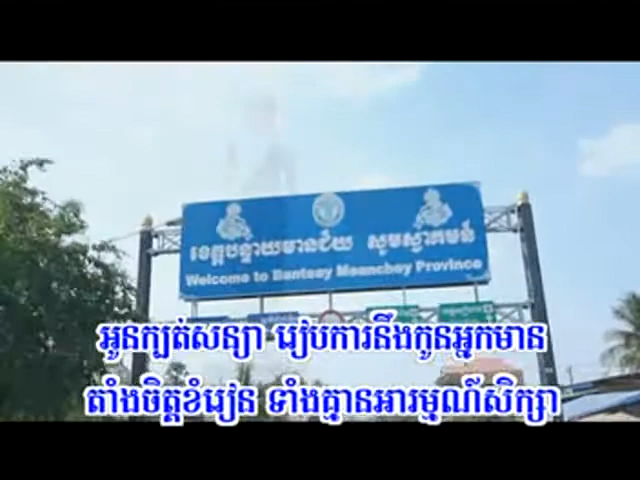 ខេត្តបន្ទាយមានជ័យ សូមស្វាគមន៍
Welcome to Banteay Meanchey Province
អូនក្បត់សន្យា រៀបការនឹងកូនអ្នកមាន
តាំងចិត្តខំរៀន ទាំងគ្មានអារម្មណ៍សិក្សា